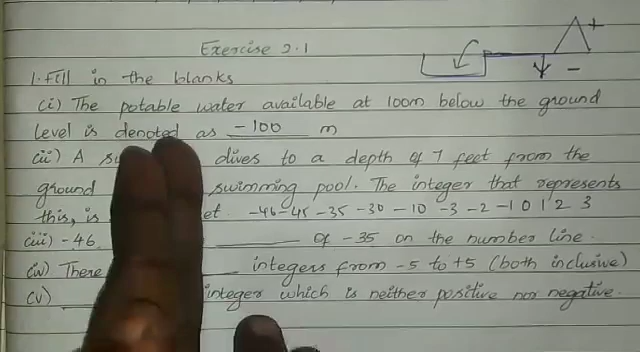 Exercise 2.1
+
-
1. Fill in the blanks
(i) The potable water available at 100m below the ground
level is denoted as -100 m
(ii) A dives to a depth of 7 feet from the
ground swimming pool. The integer that represents
this, is et. -46 -45 -35 -30 -10 -3 -2 -1 0 1 2 3
(iii) -46 ______ of -35 on the number line.
(iv) There ___ integers from -5 to +5 (both inclusive)
(v) ______ integer which is neither positive nor negative.